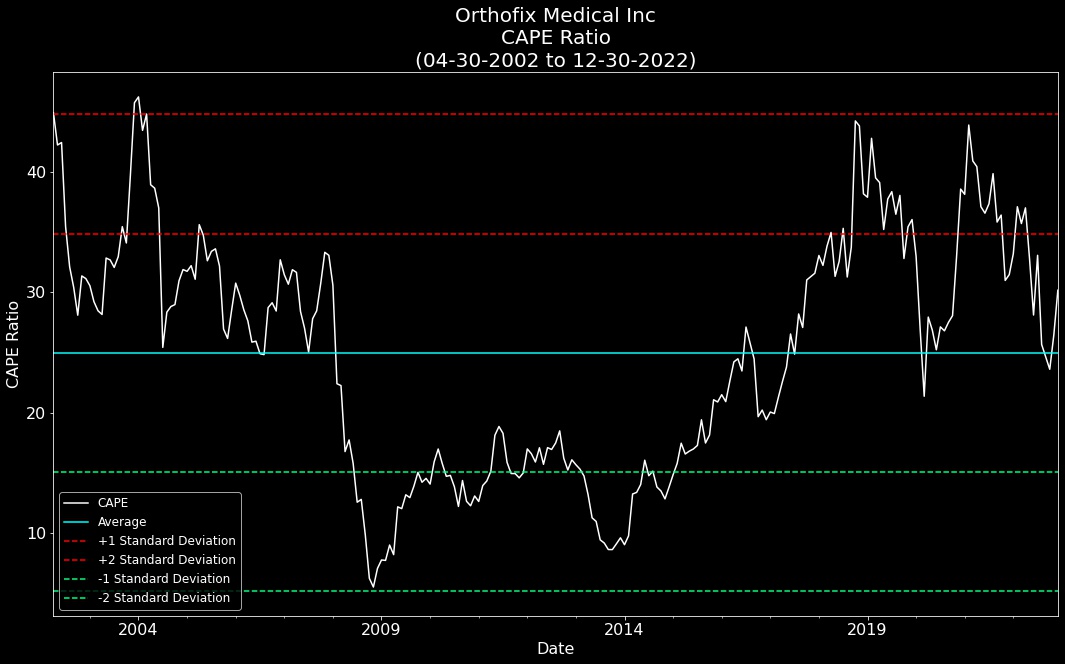 Orthofix Medical Inc
CAPE Ratio
(04-30-2002 to 12-30-2022)
CAPE Ratio
40
30
20
10
CAPE
Average
+1 Standard Deviation
+2 Standard Deviation
-1 Standard Deviation
-2 Standard Deviation
2004
2009
2014
2019
Date